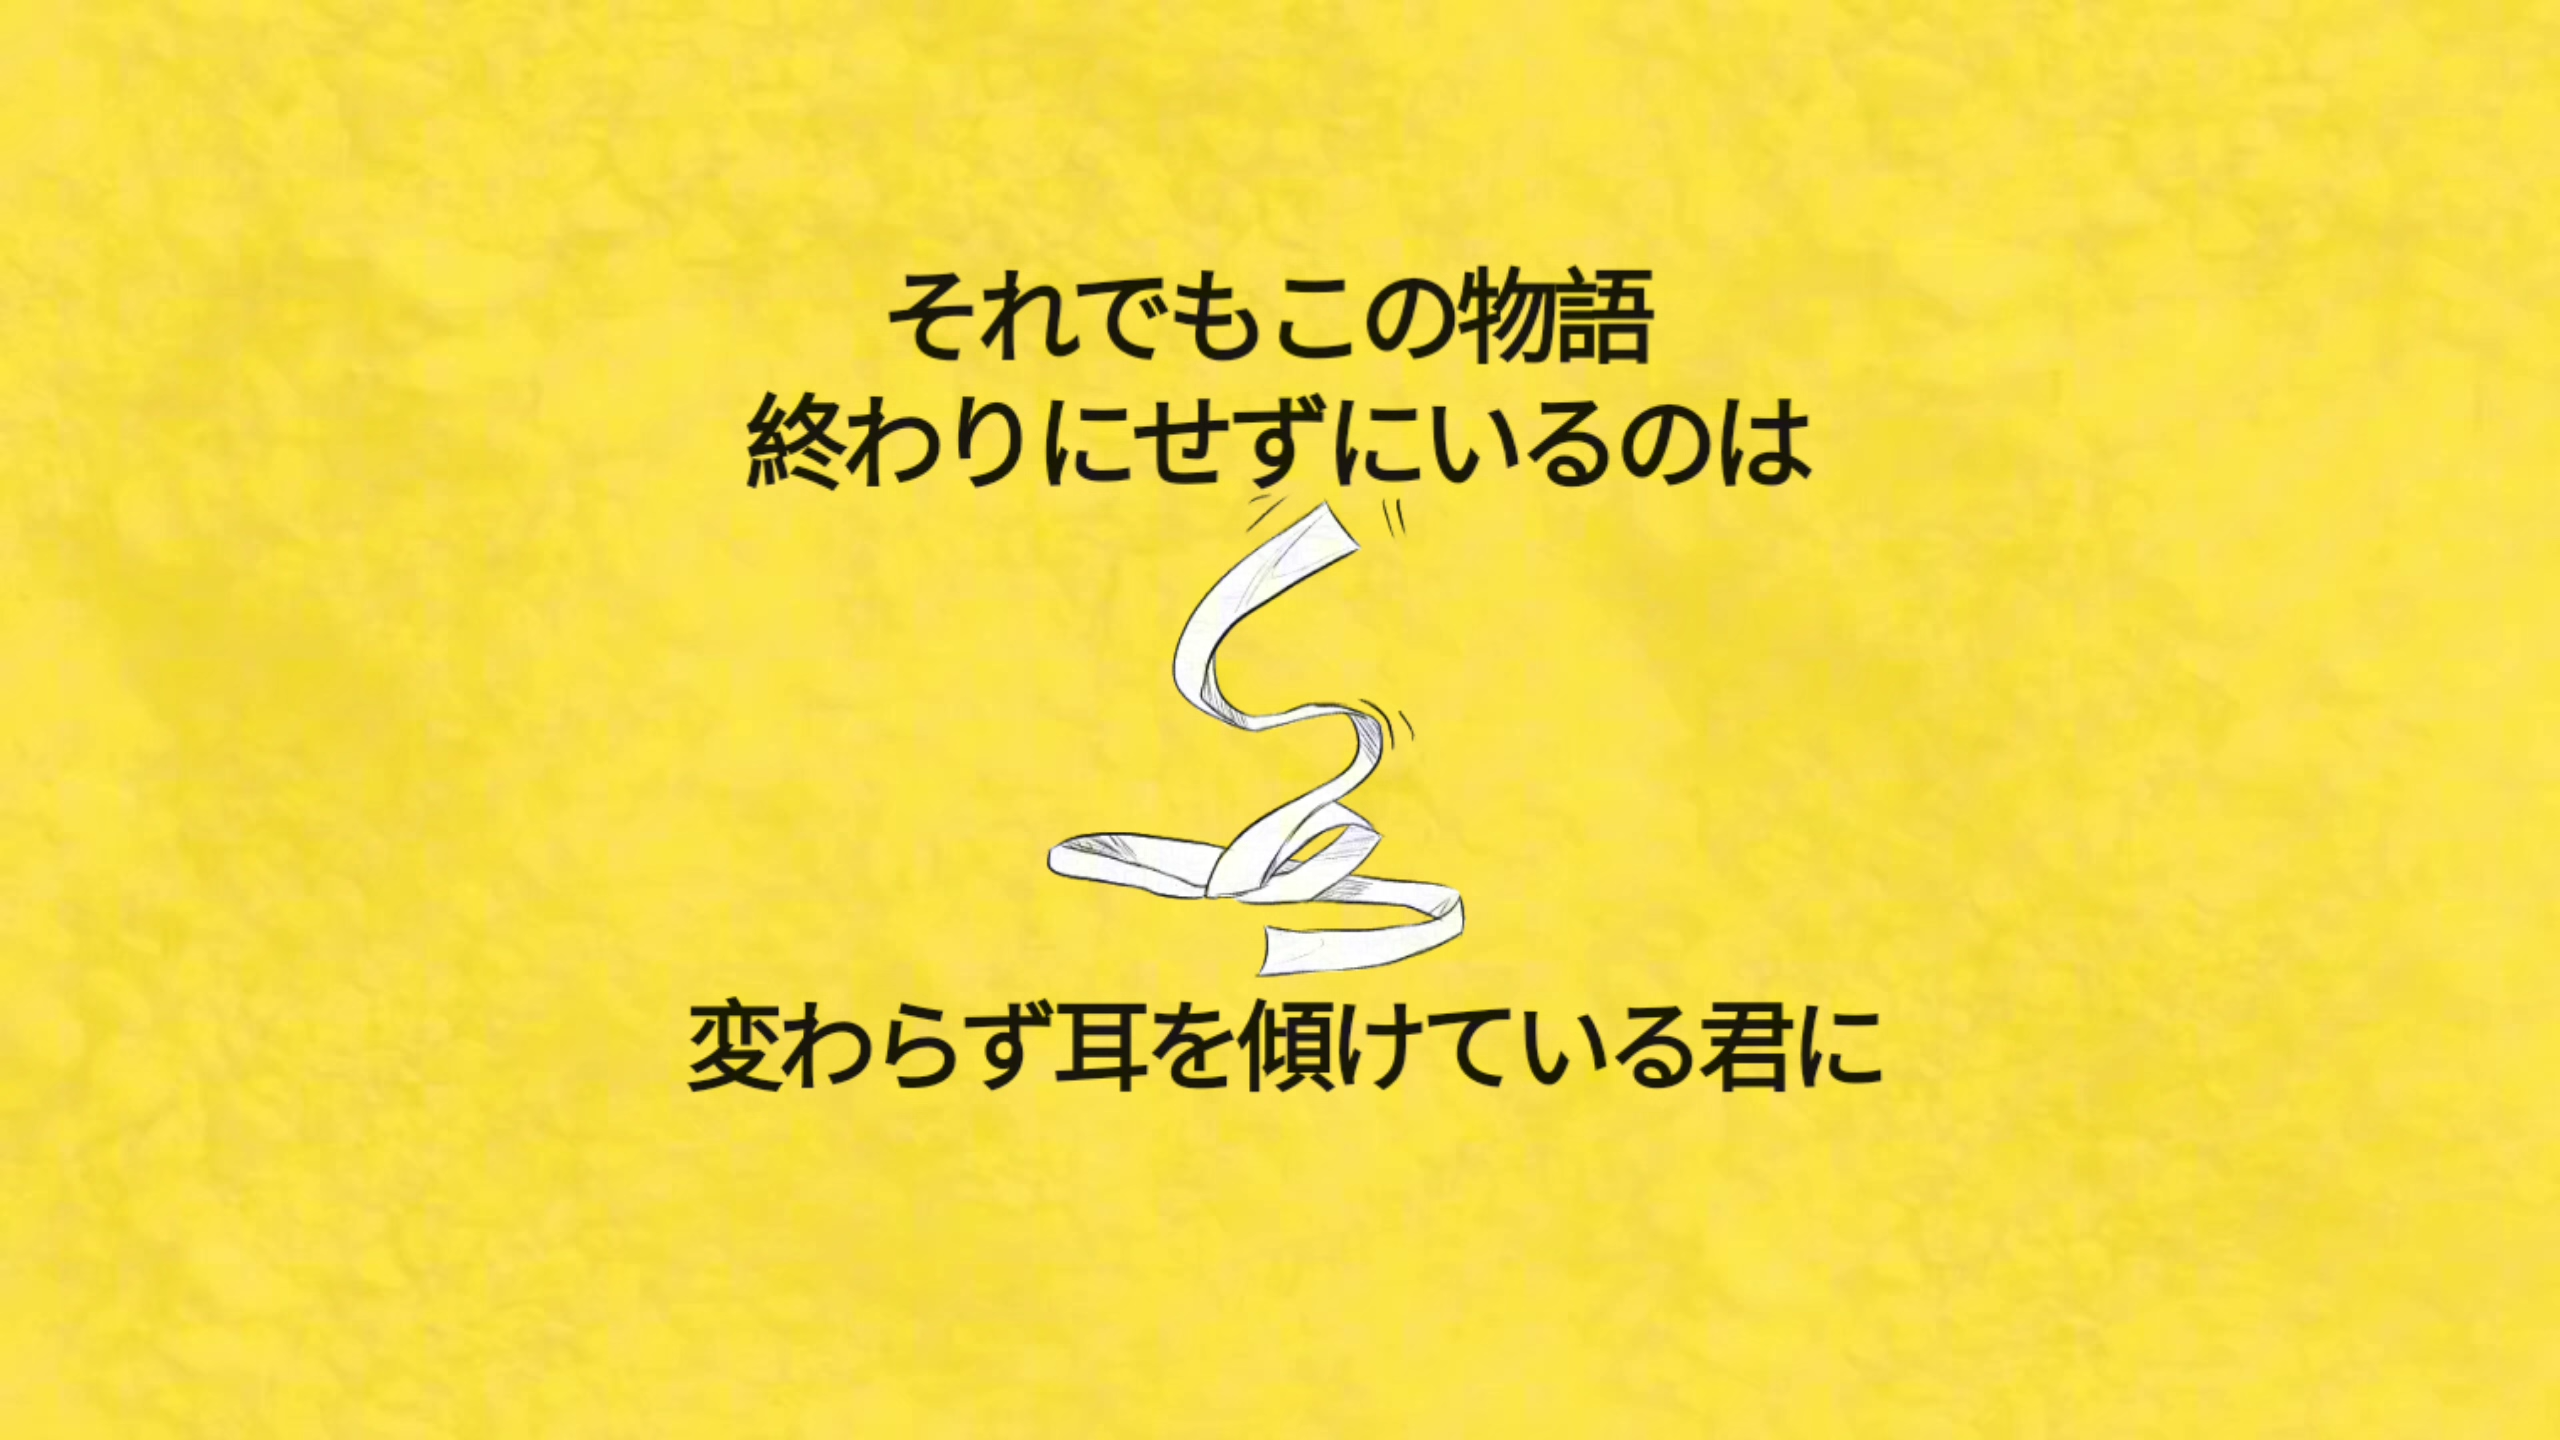 それでもこの物語
終わりにせずにいるのは
変わらず耳を傾けている君に